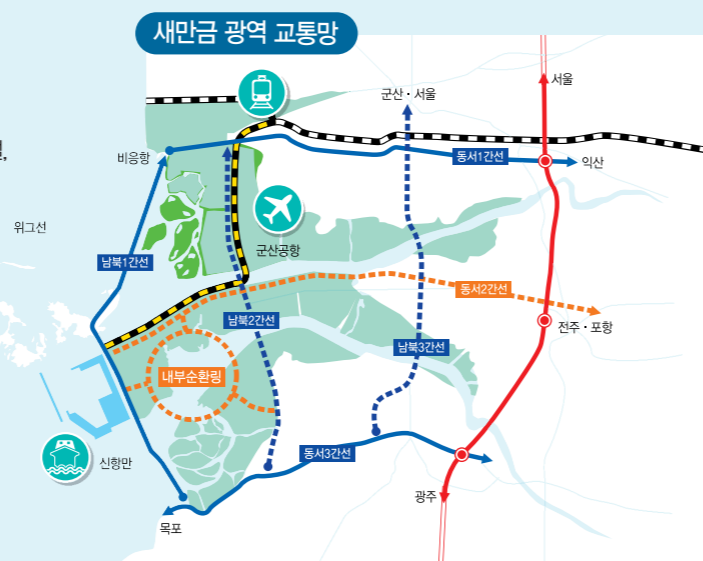 새만금 광역 교통망
서울
군산·서울
비응항
동서1간선
익산
위그선
군산공항
남북1간선
동서2간선
남북2간선
전주·포항
남북3간선
내부순환링
동서3간선
신항만
광주
목포